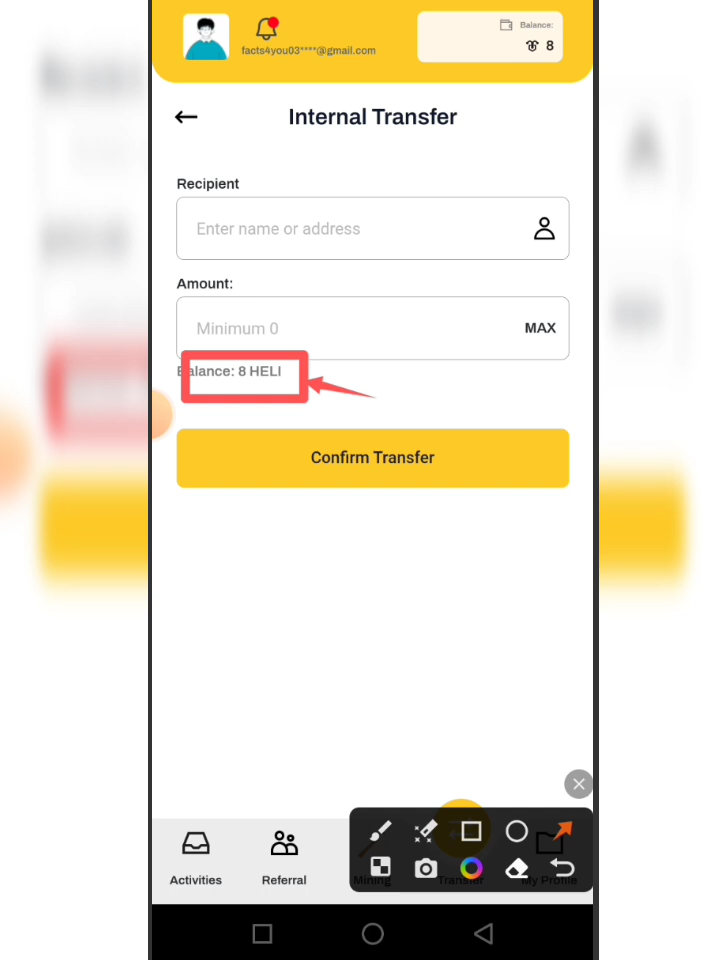 Balance:
8
facts4you03****@gmail.com
Internal Transfer
Recipient
Enter name or address
Amount:
Minimum 0
MAX
Balance: 8 HELI
Confirm Transfer
Activities
Referral
Mining
Transfer
My Profile